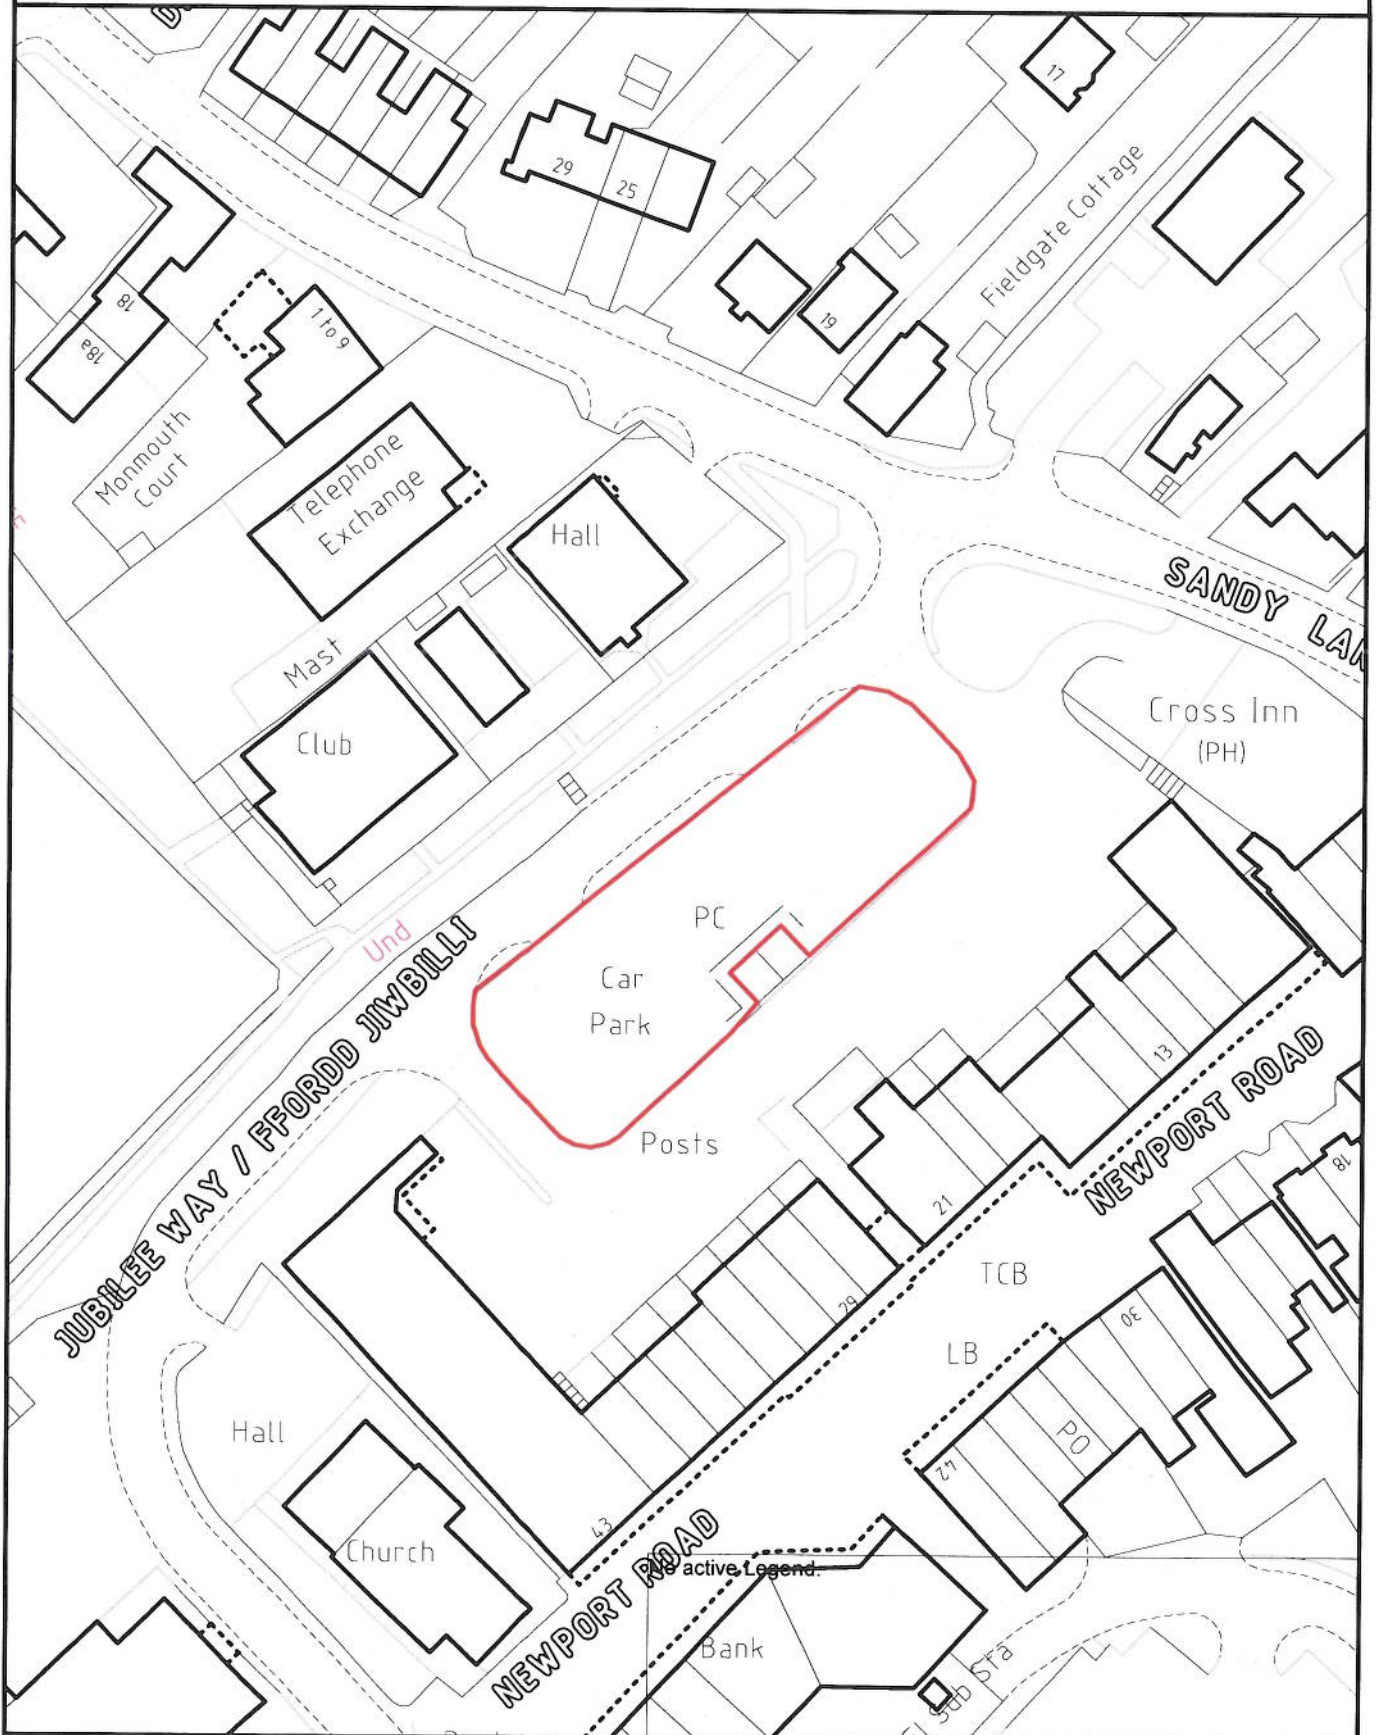 17
29
25
Fieldgate Cottage
19
18
18a
1 to 9
Monmouth
Court
Telephone
Exchange
Hall
SANDY LAN
Mast
Club
Cross Inn
(PH)
Und
PC
Car
Park
JUBILEE WAY / FFORDD JIWBILLI
Posts
13
NEWPORT ROAD
21
18
TCB
29
30
LB
Hall
PO
42
43
Church
NEWPORT ROAD
No active Legend.
Bank
El Sub Sta